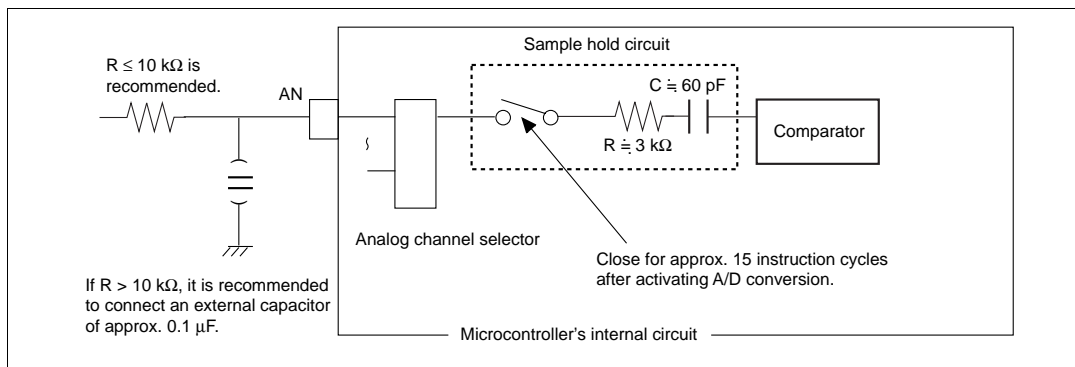 Sample hold circuit
R ≤ 10 kΩ is
recommended.
AN
C ≒ 60 pF
R ≒ 3 kΩ
Comparator
Analog channel selector
Close for approx. 15 instruction cycles
after activating A/D conversion.
If R > 10 kΩ, it is recommended
to connect an external capacitor
of approx. 0.1 µF.
Microcontroller's internal circuit